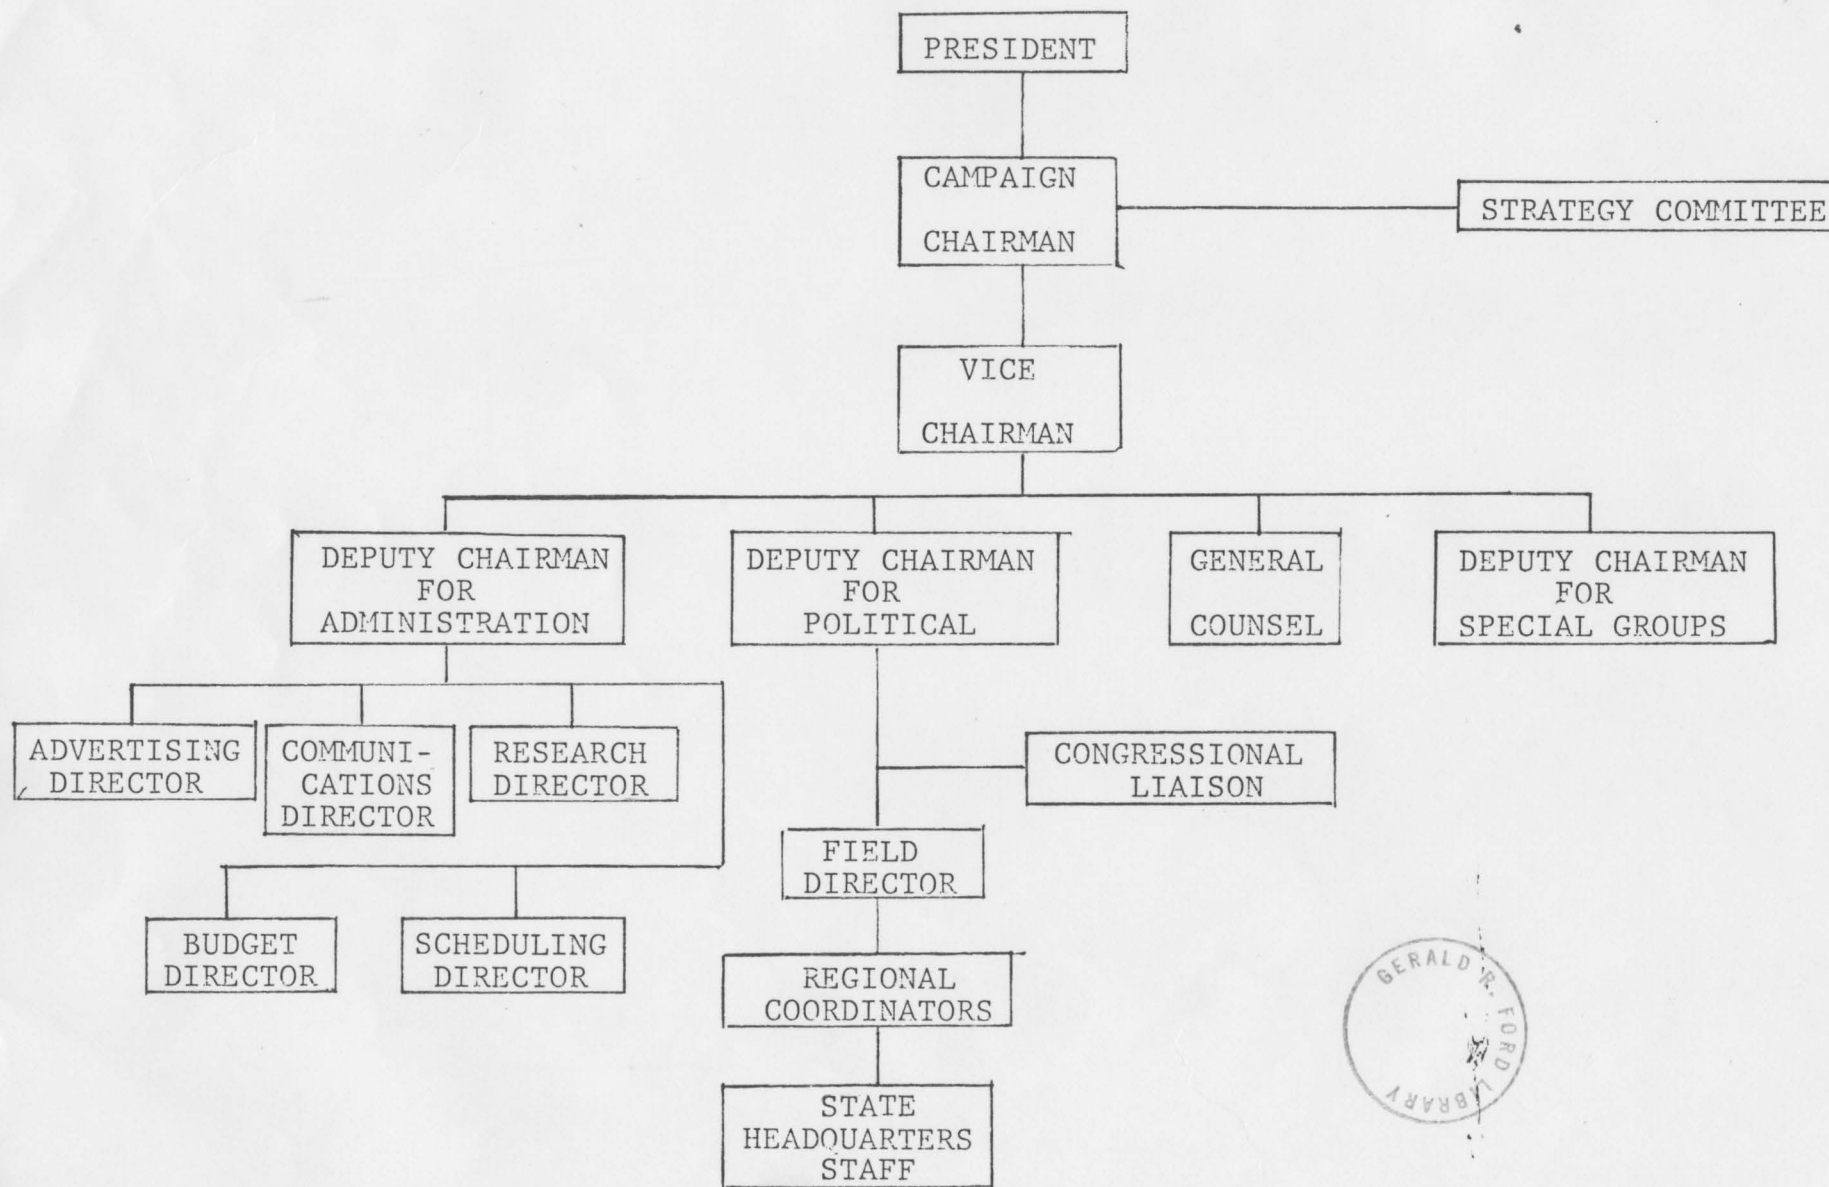 PRESIDENT
CAMPAIGN
CHAIRMAN
STRATEGY COMMITTEE
VICE
CHAIRMAN
DEPUTY CHAIRMAN
FOR
ADMINISTRATION
DEPUTY CHAIRMAN
FOR
POLITICAL
GENERAL
COUNSEL
DEPUTY CHAIRMAN
FOR
SPECIAL GROUPS
ADVERTISING
DIRECTOR
COMMUNI-
CATIONS
DIRECTOR
RESEARCH
DIRECTOR
CONGRESSIONAL
LIAISON
FIELD
DIRECTOR
BUDGET
DIRECTOR
SCHEDULING
DIRECTOR
REGIONAL
COORDINATORS
STATE
HEADQUARTERS
STAFF
GERALD R. FORD LIBRARY